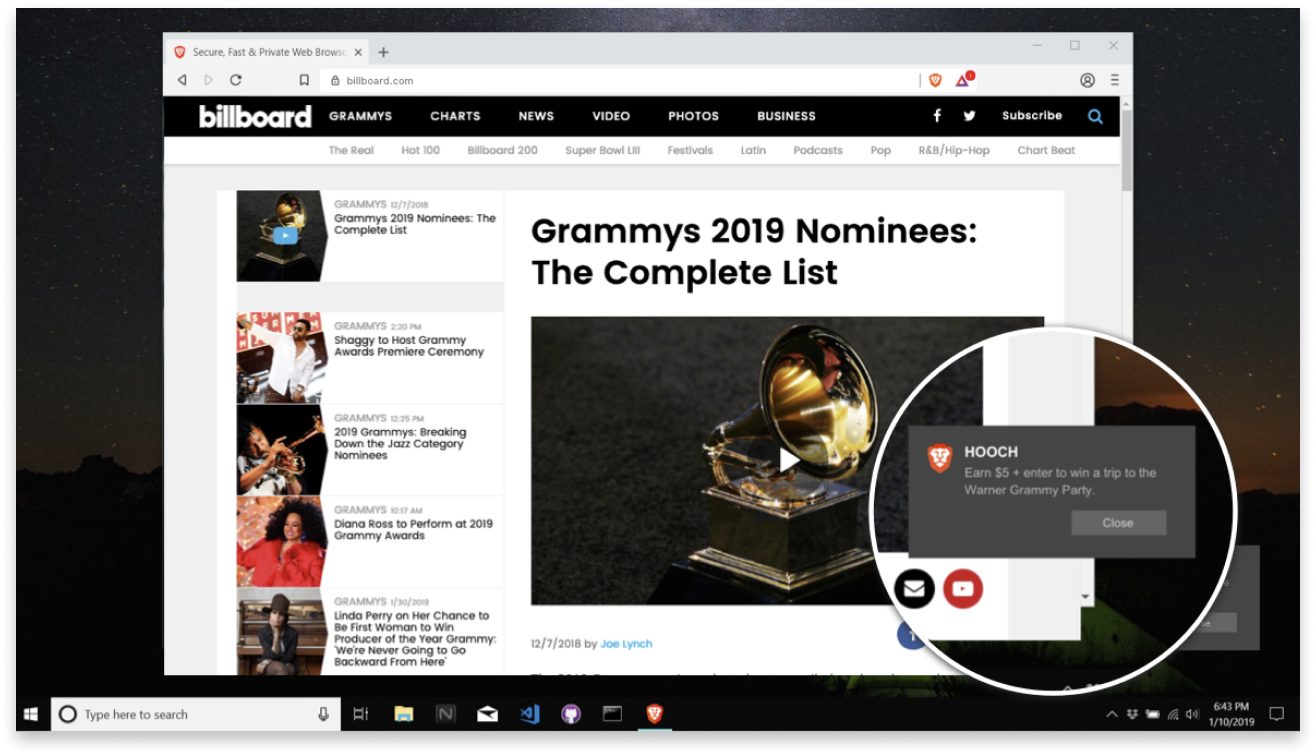 Secure, Fast & Private Web Browse
billboard.com
1
billboard GRAMMYS CHARTS NEWS VIDEO PHOTOS BUSINESS Subscribe
The Real Hot 100 Billboard 200 Super Bowl LIII Festivals Latin Podcasts Pop R&B/Hip-Hop Chart Beat
GRAMMYS 12/7/2018
Grammys 2019 Nominees: The
Complete List
GRAMMYS 2:20 PM
Shaggy to Host Grammy
Awards Premiere Ceremony
GRAMMYS 12:25 PM
2019 Grammys: Breaking
Down the Jazz Category
Nominees
GRAMMYS 10:17 AM
Diana Ross to Perform at 2019
Grammy Awards
GRAMMYS 1/30/2019
Linda Perry on Her Chance to
Be First Woman to Win
Producer of the Year Grammy:
'We're Never Going to Go
Backward From Here'
Grammys 2019 Nominees:
The Complete List
12/7/2018 by Joe Lynch
HOOCH
Earn $5 + enter to win a trip to the
Warner Grammy Party.
Close
Type here to search
6:43 PM
1/10/2019